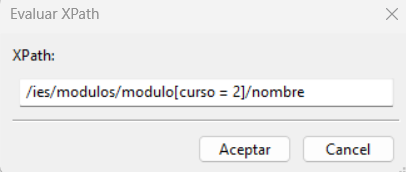 Evaluar XPath
XPath:
/ies/modulos/modulo[curso = 2]/nombre
Aceptar
Cancel